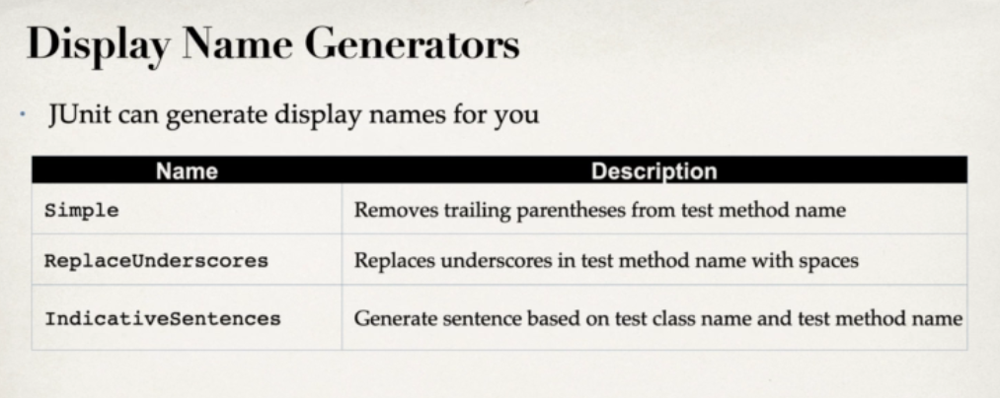 Display Name Generators
· JUnit can generate display names for you
Name Description
Simple Removes trailing parentheses from test method name
ReplaceUnderscores Replaces underscores in test method name with spaces
IndicativeSentences Generate sentence based on test class name and test method name